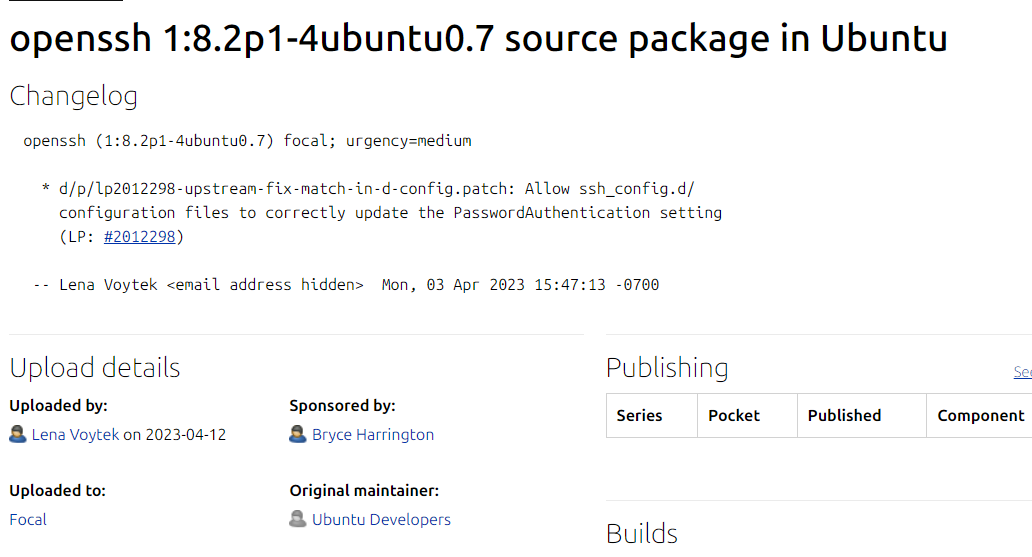 openssh 1:8.2p1-4ubuntu0.7 source package in Ubuntu
Changelog
openssh (1:8.2p1-4ubuntu0.7) focal; urgency=medium
* d/p/lp2012298-upstream-fix-match-in-d-config.patch: Allow ssh_config.d/
configuration files to correctly update the PasswordAuthentication setting
(LP: #2012298)
-- Lena Voytek <email address hidden>  Mon, 03 Apr 2023 15:47:13 -0700
Upload details
Uploaded by:
Lena Voytek on 2023-04-12
Sponsored by:
Bryce Harrington
Uploaded to:
Focal
Original maintainer:
Ubuntu Developers
Publishing
Series Pocket Published Component
Builds